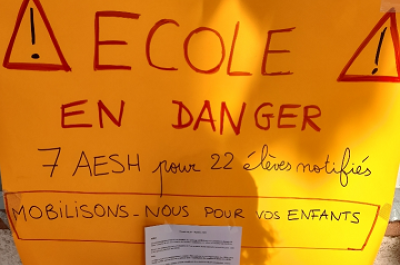 ! ECOLE !
EN DANGER
7 AESH pour 22 élèves notifiés
MOBILISONS-NOUS POUR VOS ENFANTS